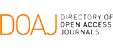 DOAJ
DIRECTORY OF
OPEN ACCESS
JOURNALS